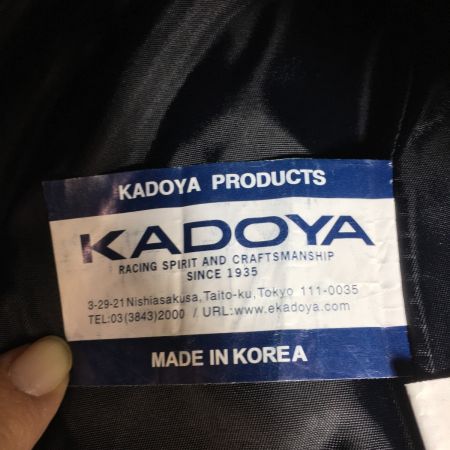 KADOYA PRODUCTS
KADOYA
RACING SPIRIT AND CRAFTSMANSHIP
SINCE 1935
3-29-21 Nishiasakusa, Taito-ku, Tokyo 111-0035
TEL:03(3843)2000 / URL:www.ekadoya.com
MADE IN KOREA